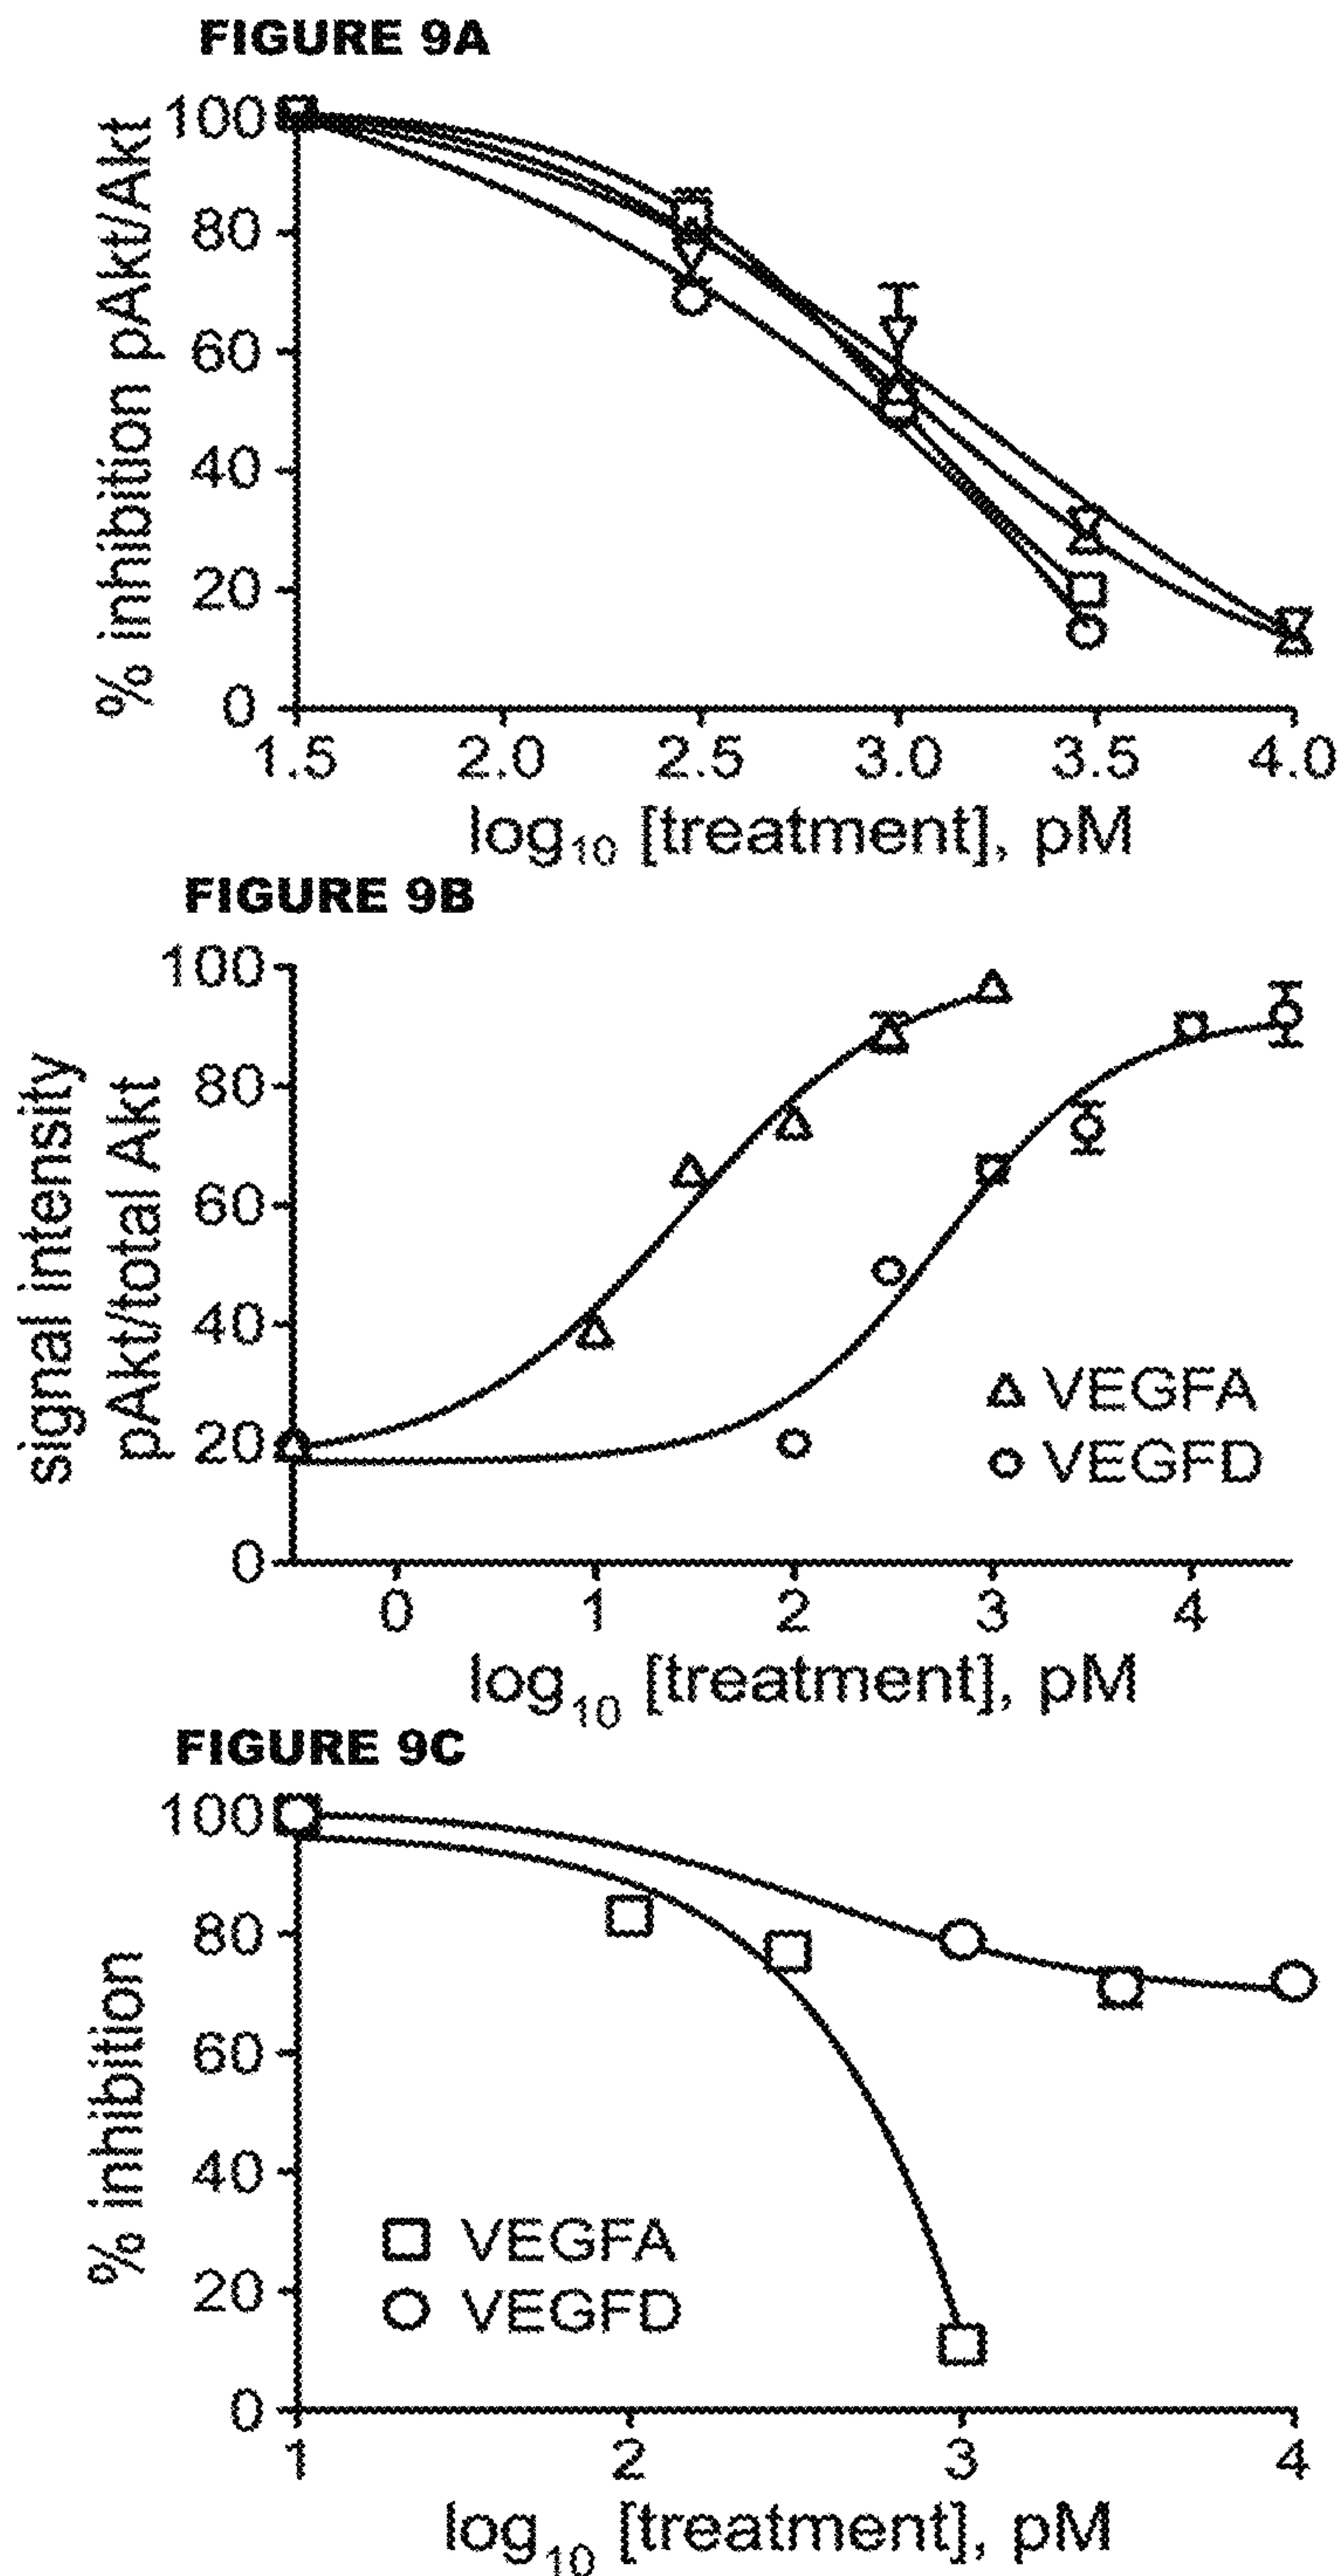 FIGURE 9A
% inhibition pAkt/Akt
100
80
60
40
20
0
1.5 2.0 2.5 3.0 3.5 4.0
log10 [treatment], pM
FIGURE 9B
signal intensity
pAkt/total Akt
100
80
60
40
20
0
VEGFA
VEGFD
0 1 2 3 4
log10 [treatment], pM
FIGURE 9C
% inhibition
100
80
60
40
20
0
VEGFA
VEGFD
1 2 3 4
log10 [treatment], pM